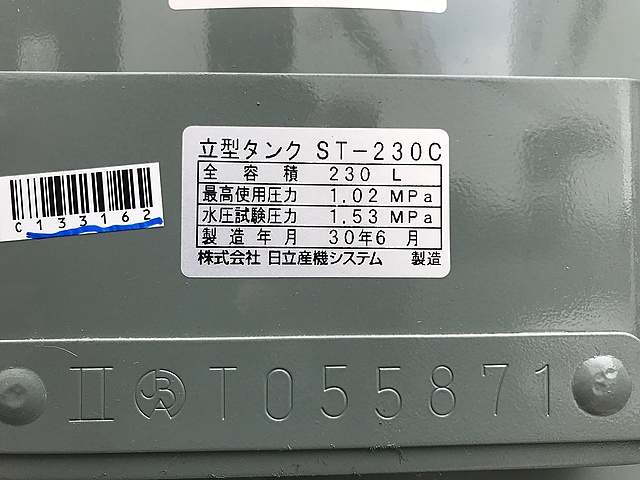 立型タンク ST-230C
全容積 230 L
最高使用圧力 1.02 MPa
水圧試験圧力 1.53 MPa
製造年月 30年6月
株式会社 日立産機システム 製造
C133162
II JBA T055871